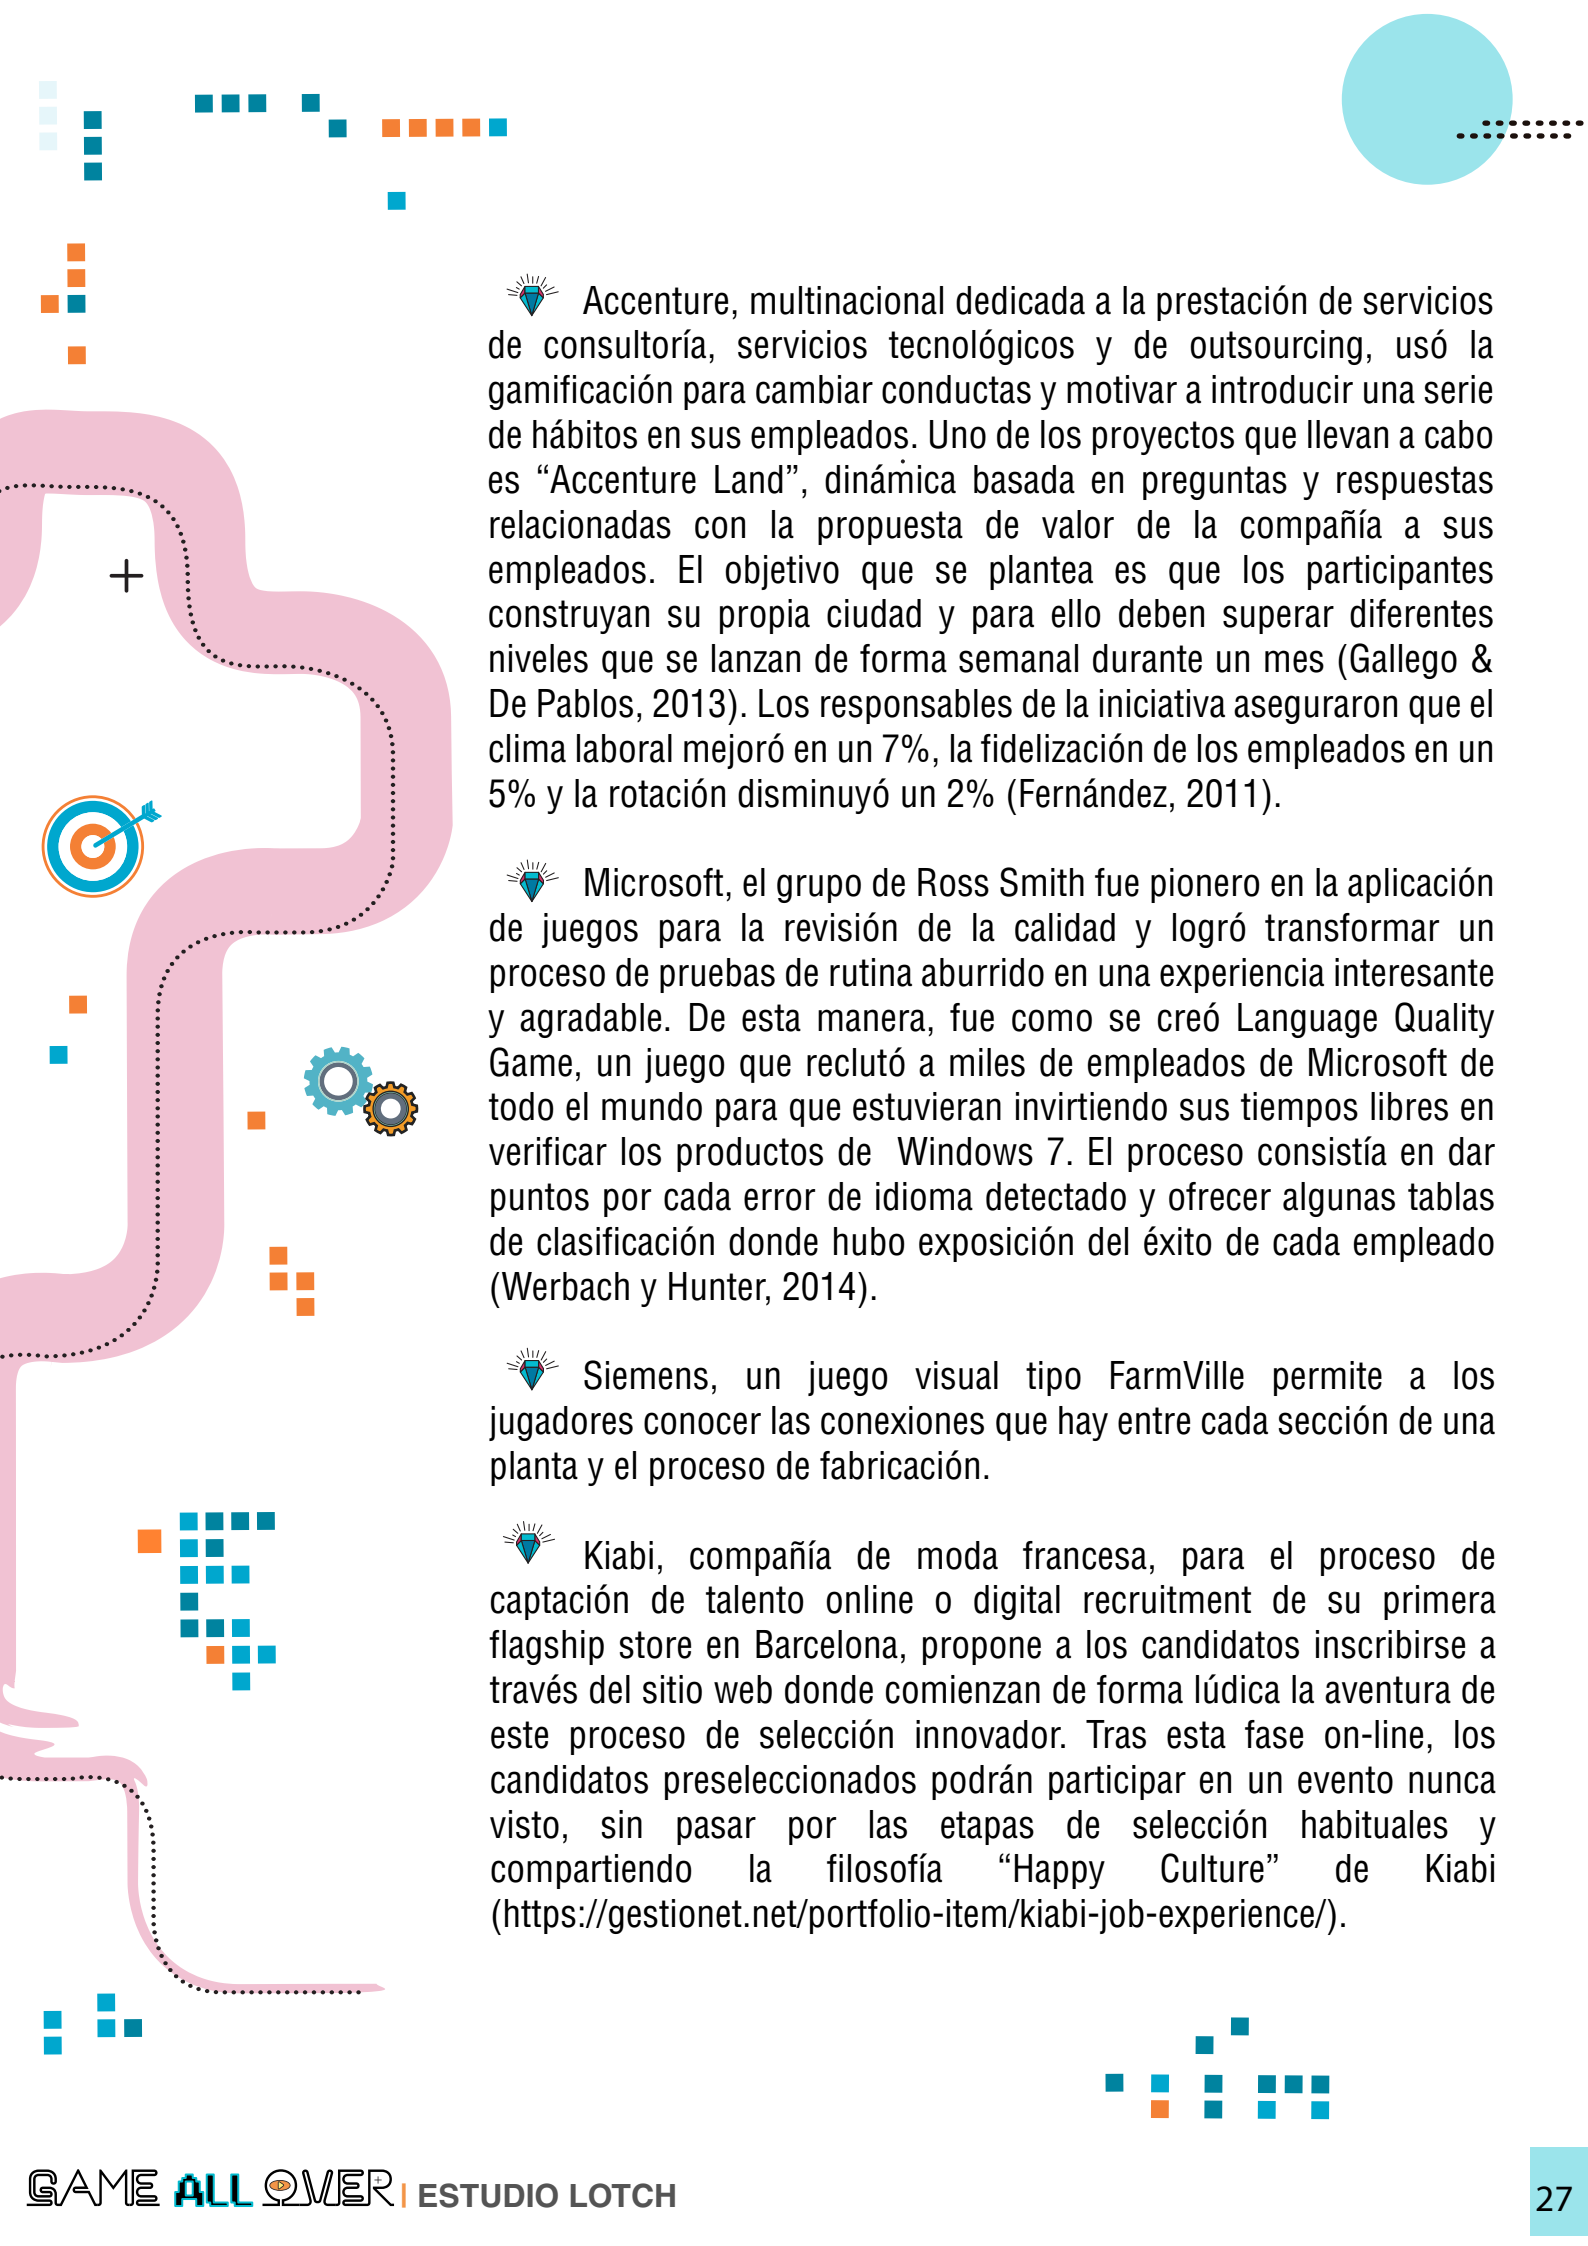 Accenture, multinacional dedicada a la prestación de servicios
de consultoría, servicios tecnológicos y de outsourcing, usó la
gamificación para cambiar conductas y motivar a introducir una serie
de hábitos en sus empleados. Uno de los proyectos que llevan a cabo
es “Accenture Land”, dinámica basada en preguntas y respuestas
relacionadas con la propuesta de valor de la compañía a sus
empleados. El objetivo que se plantea es que los participantes
construyan su propia ciudad y para ello deben superar diferentes
niveles que se lanzan de forma semanal durante un mes (Gallego &
De Pablos, 2013). Los responsables de la iniciativa aseguraron que el
clima laboral mejoró en un 7%, la fidelización de los empleados en un
5% y la rotación disminuyó un 2% (Fernández, 2011).
Microsoft, el grupo de Ross Smith fue pionero en la aplicación
de juegos para la revisión de la calidad y logró transformar un
proceso de pruebas de rutina aburrido en una experiencia interesante
y agradable. De esta manera, fue como se creó Language Quality
Game, un juego que reclutó a miles de empleados de Microsoft de
todo el mundo para que estuvieran invirtiendo sus tiempos libres en
verificar los productos de Windows 7. El proceso consistía en dar
puntos por cada error de idioma detectado y ofrecer algunas tablas
de clasificación donde hubo exposición del éxito de cada empleado
(Werbach y Hunter, 2014).
Siemens, un juego visual tipo FarmVille permite a los
jugadores conocer las conexiones que hay entre cada sección de una
planta y el proceso de fabricación.
Kiabi, compañía de moda francesa, para el proceso de
captación de talento online o digital recruitment de su primera
flagship store en Barcelona, propone a los candidatos inscribirse a
través del sitio web donde comienzan de forma lúdica la aventura de
este proceso de selección innovador. Tras esta fase on-line, los
candidatos preseleccionados podrán participar en un evento nunca
visto, sin pasar por las etapas de selección habituales y
compartiendo la filosofía “Happy Culture” de Kiabi
(https://gestionet.net/portfolio-item/kiabi-job-experience/).
GAME ALL OVER | ESTUDIO LOTCH
27